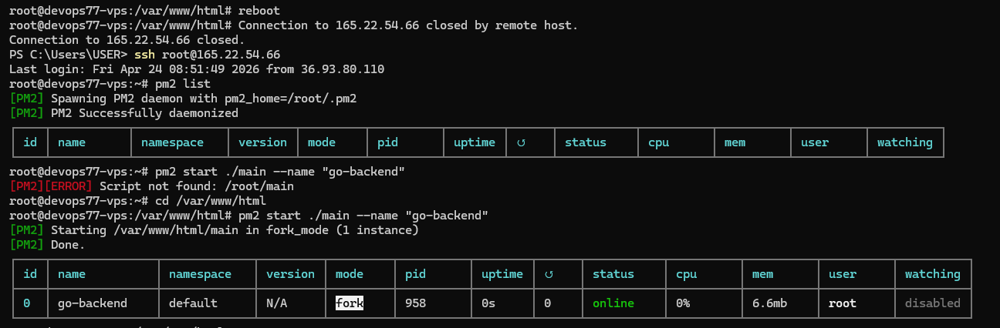 root@devops77-vps:/var/www/html# reboot
root@devops77-vps:/var/www/html# Connection to 165.22.54.66 closed by remote host.
Connection to 165.22.54.66 closed.
PS C:\Users\USER> ssh root@165.22.54.66
Last login: Fri Apr 24 08:51:49 2026 from 36.93.80.110
root@devops77-vps:~# pm2 list
[PM2] Spawning PM2 daemon with pm2_home=/root/.pm2
[PM2] PM2 Successfully daemonized
id name namespace version mode pid uptime ↺ status cpu mem user watching
root@devops77-vps:~# pm2 start ./main --name "go-backend"
[PM2][ERROR] Script not found: /root/main
root@devops77-vps:~# cd /var/www/html
root@devops77-vps:/var/www/html# pm2 start ./main --name "go-backend"
[PM2] Starting /var/www/html/main in fork_mode (1 instance)
[PM2] Done.
id name namespace version mode pid uptime ↺ status cpu mem user watching
0 go-backend default N/A fork 958 0s 0 online 0% 6.6mb root disabled